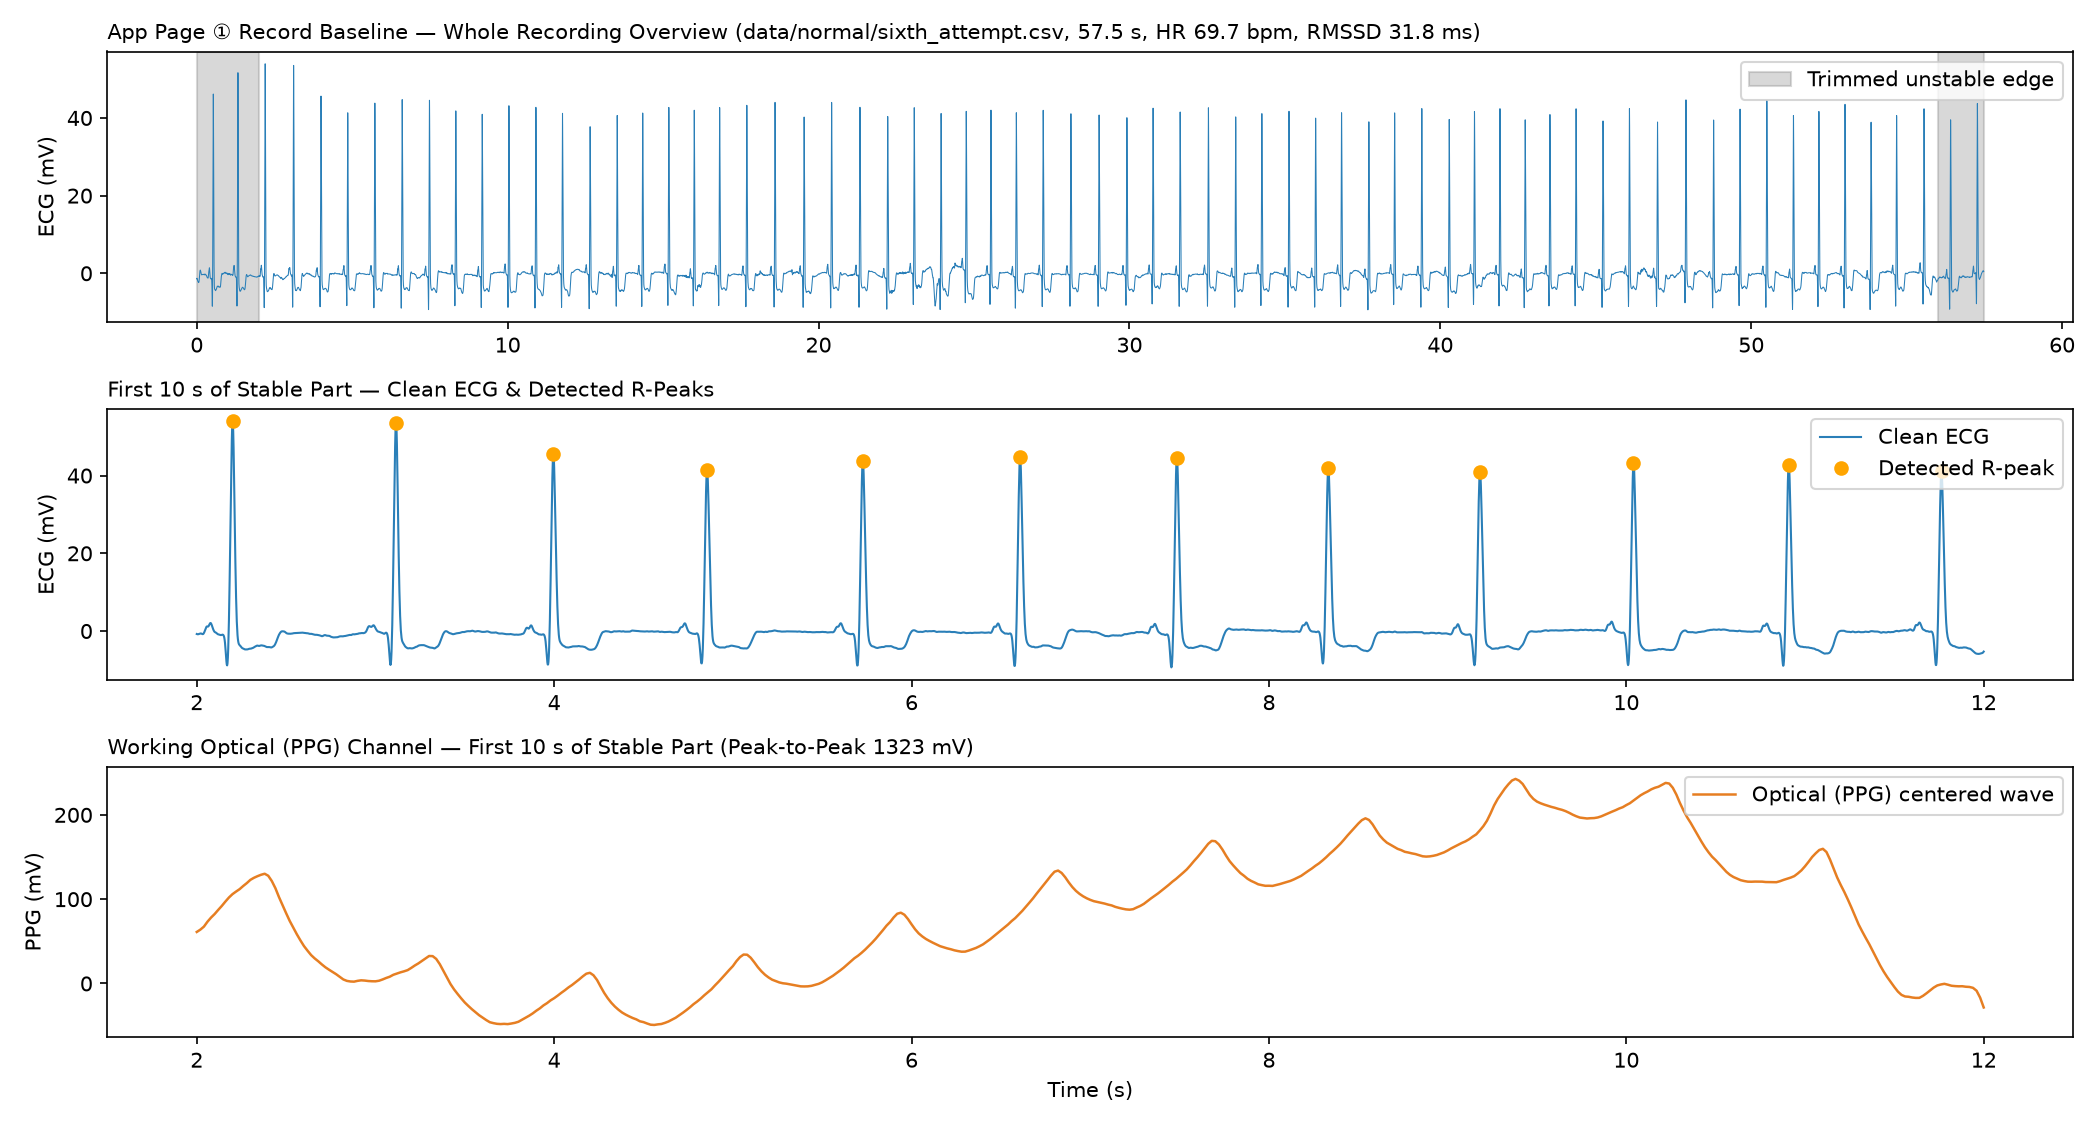 App Page ① Record Baseline — Whole Recording Overview (data/normal/sixth_attempt.csv, 57.5 s, HR 69.7 bpm, RMSSD 31.8 ms)
Trimmed unstable edge
ECG (mV)
40
20
0
0 10 20 30 40 50 60
First 10 s of Stable Part — Clean ECG & Detected R-Peaks
Clean ECG
Detected R-peak
ECG (mV)
40
20
0
2 4 6 8 10 12
Working Optical (PPG) Channel — First 10 s of Stable Part (Peak-to-Peak 1323 mV)
Optical (PPG) centered wave
PPG (mV)
200
100
0
2 4 6 8 10 12
Time (s)